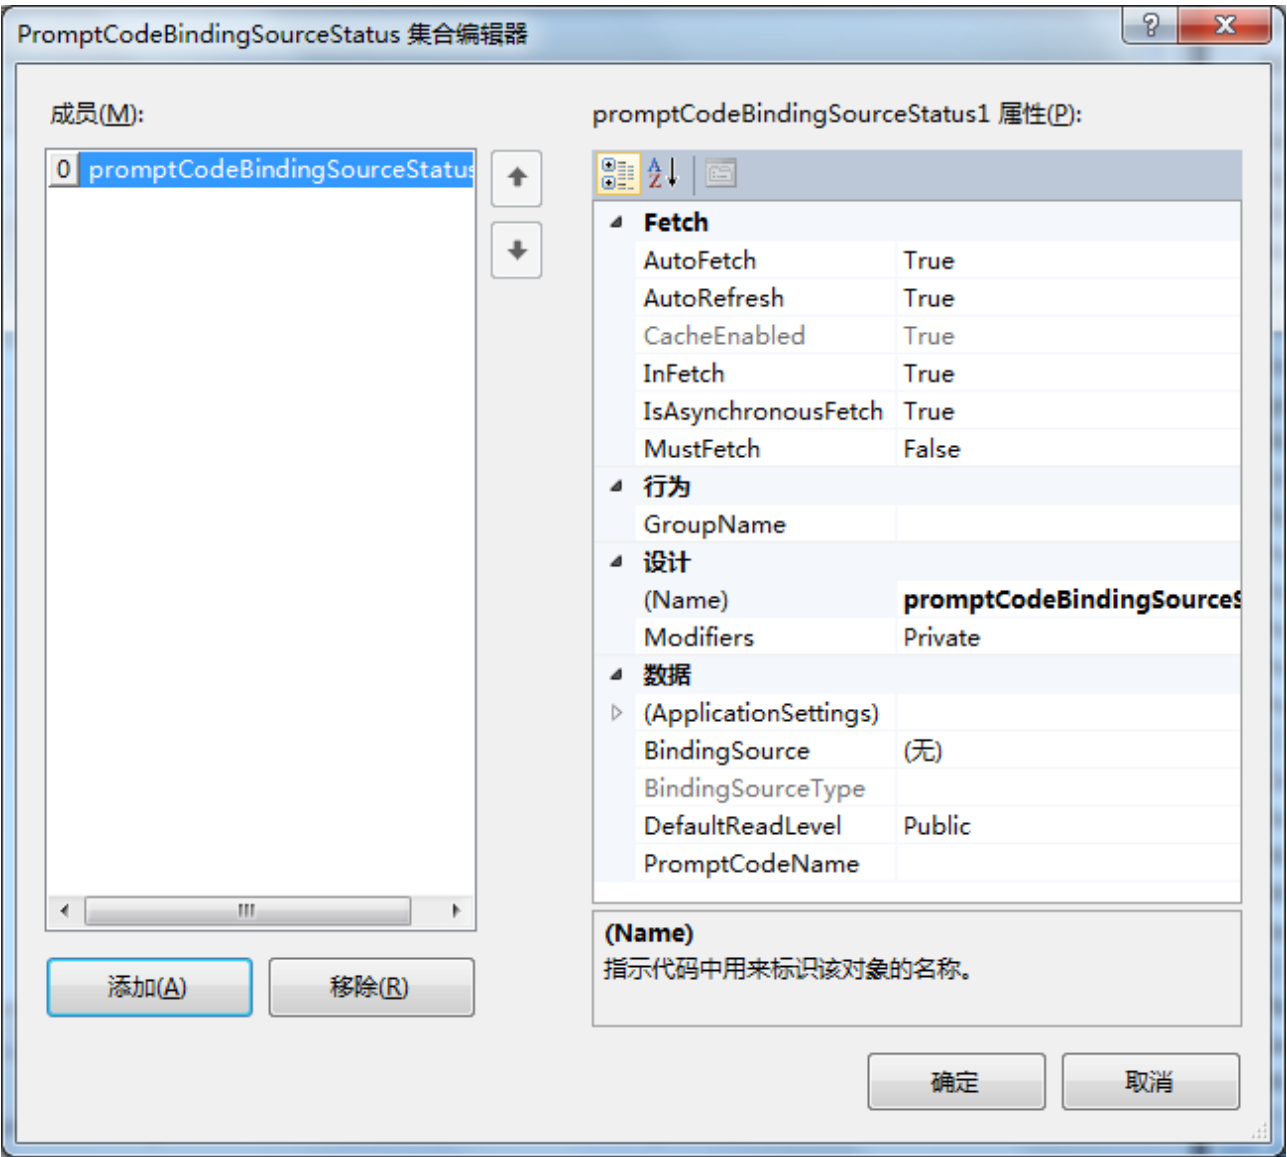 PromptCodeBindingSourceStatus 集合编辑器
成员(M):
0 promptCodeBindingSourceStatus
添加(A) 移除(R)
promptCodeBindingSourceStatus1 属性(P):
Fetch
AutoFetch True
AutoRefresh True
CacheEnabled True
InFetch True
IsAsynchronousFetch True
MustFetch False
行为
GroupName
设计
(Name) promptCodeBindingSourceS
Modifiers Private
数据
(ApplicationSettings)
BindingSource (无)
BindingSourceType
DefaultReadLevel Public
PromptCodeName
(Name)
指示代码中用来标识该对象的名称。
确定 取消